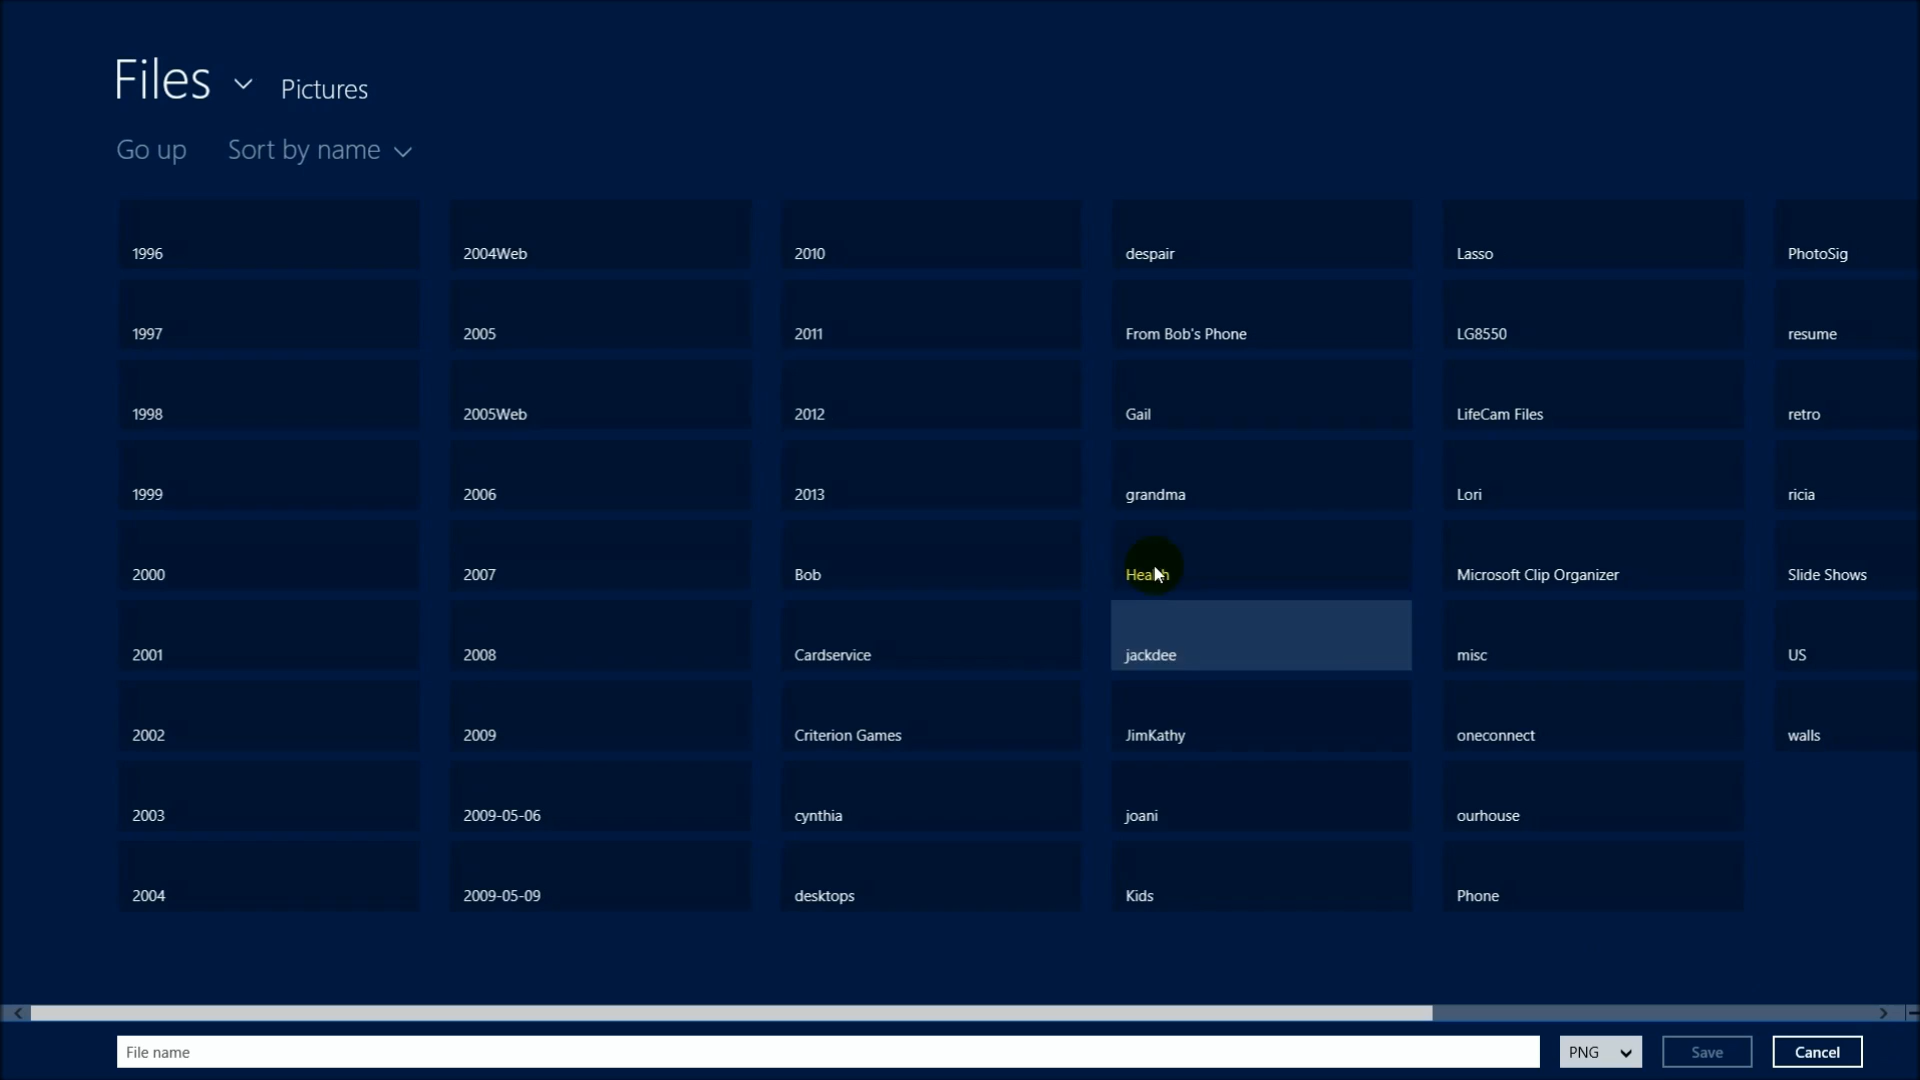 Files Pictures
Go up Sort by name
1996 2004Web 2010 despair Lasso PhotoSig
1997 2005 2011 From Bob's Phone LG8550 resume
1998 2005Web 2012 Gail LifeCam Files retro
1999 2006 2013 grandma Lori ricia
2000 2007 Bob Health Microsoft Clip Organizer Slide Shows
2001 2008 Cardservice jackdee misc US
2002 2009 Criterion Games JimKathy oneconnect walls
2003 2009-05-06 cynthia joani ourhouse
2004 2009-05-09 desktops Kids Phone
File name PNG Save Cancel